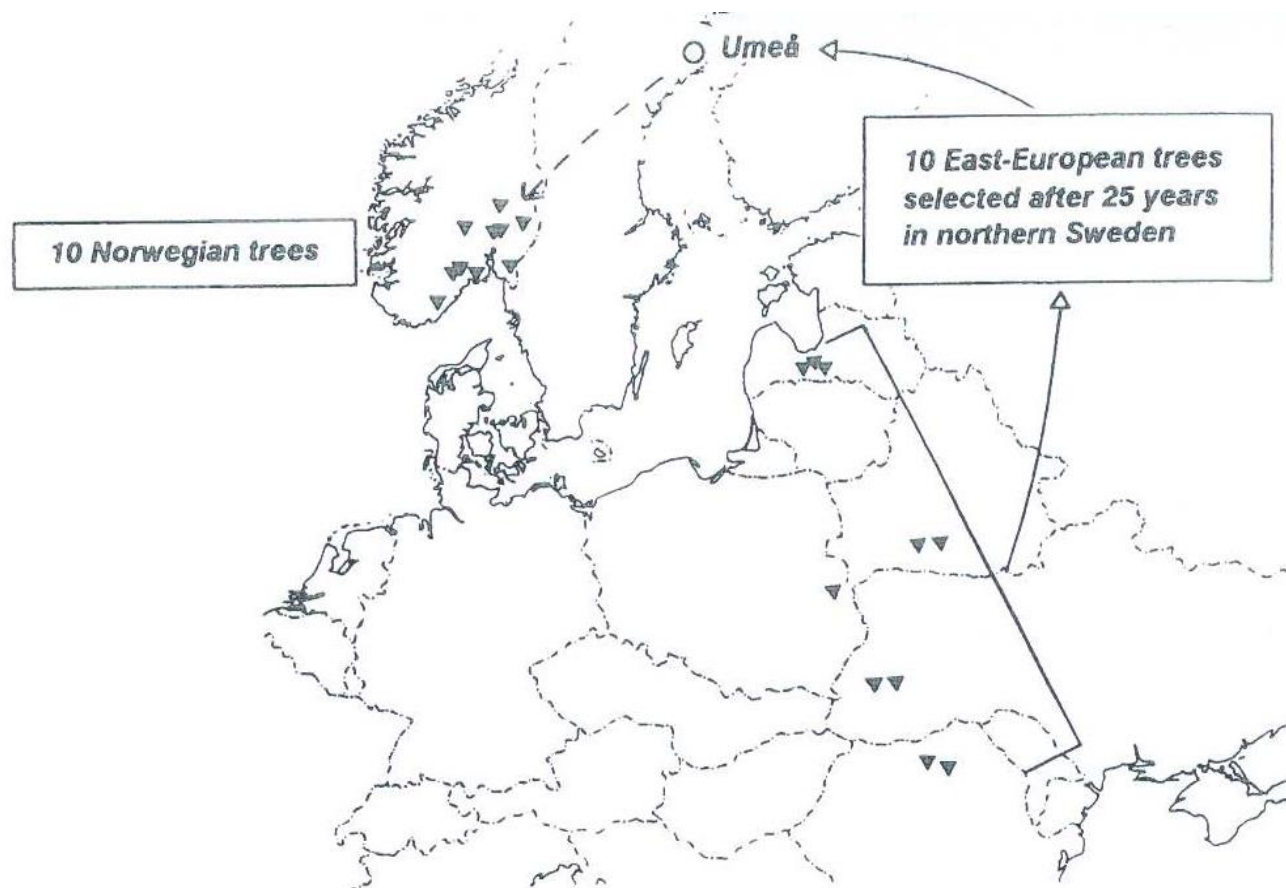 Umeå
10 East-European trees
selected after 25 years
in northern Sweden
10 Norwegian trees